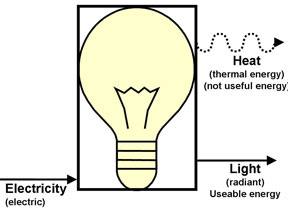 Heat
(thermal energy)
(not useful energy)
Electricity
(electric)
Light
(radiant)
Useable energy